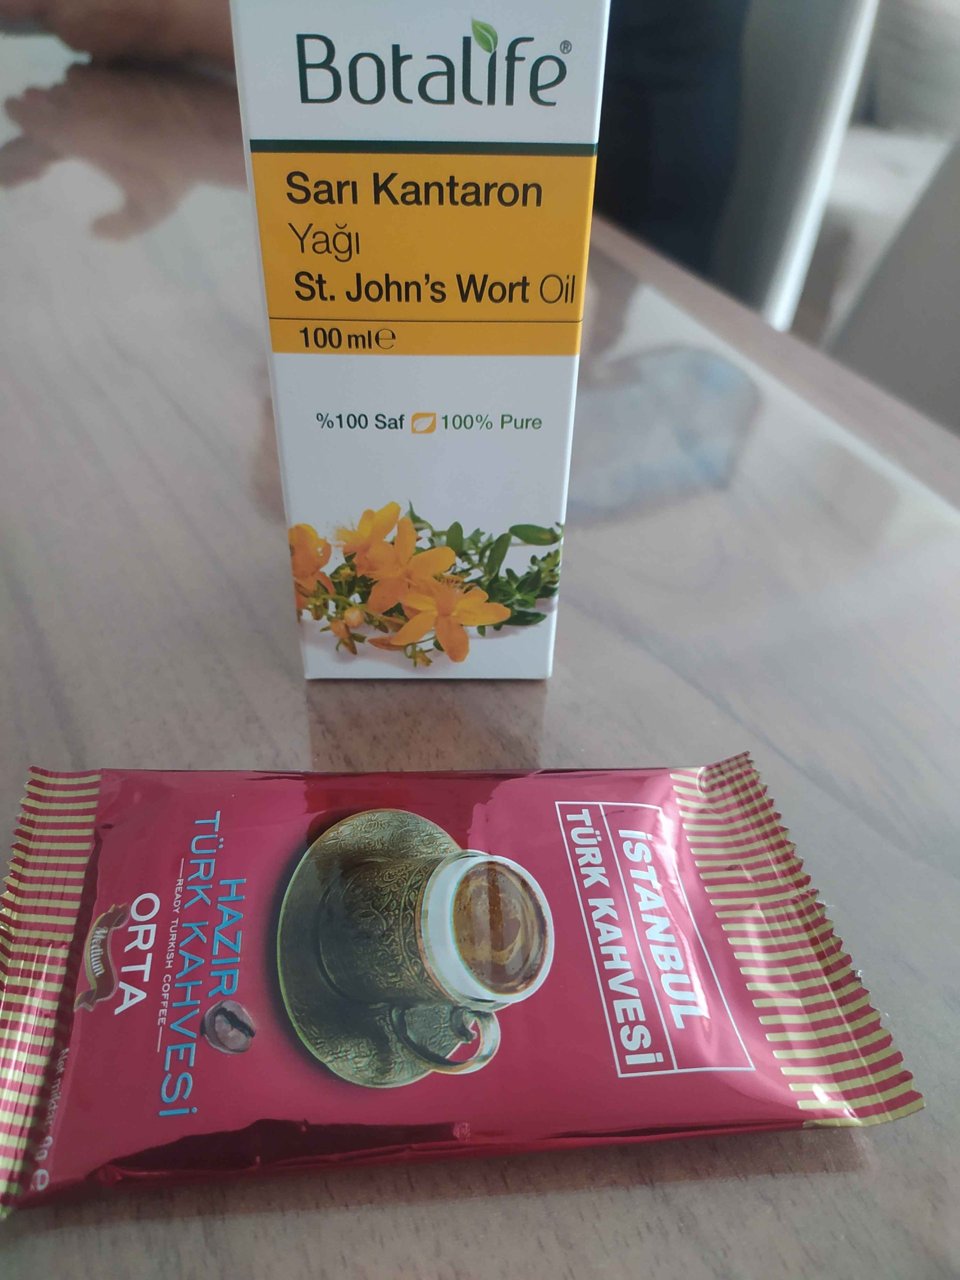 Botalife®
Sarı Kantaron
Yağı
St. John's Wort Oil
100 ml e
%100 Saf 100% Pure
İSTANBUL
TÜRK KAHVESİ
HAZIR
TÜRK KAHVESİ
READY TURKISH COFFEE
Medium
ORTA